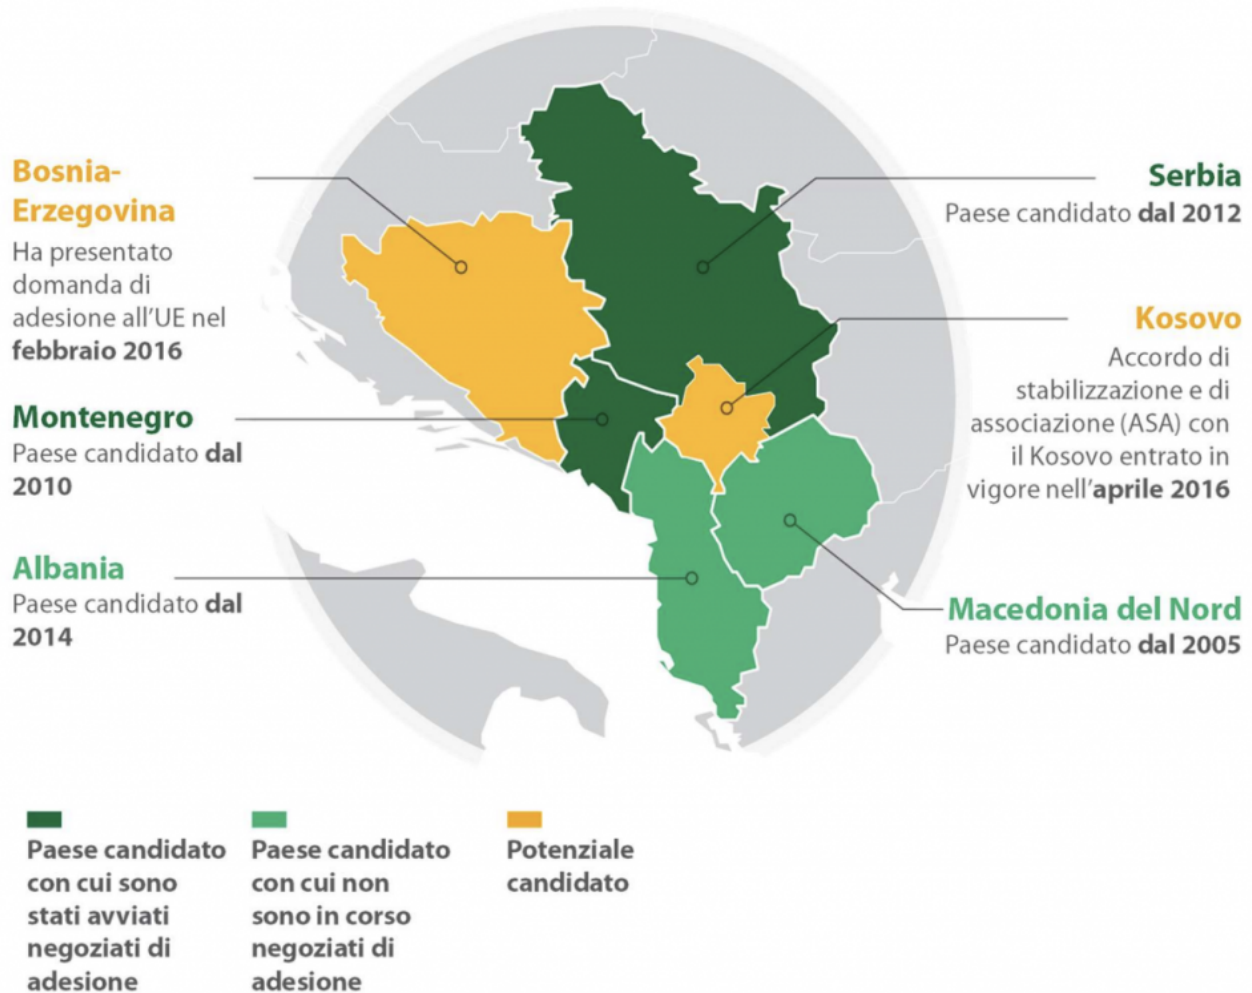 Bosnia-
Erzegovina
Ha presentato
domanda di
adesione all'UE nel
febbraio 2016
Montenegro
Paese candidato dal
2010
Albania
Paese candidato dal
2014
Serbia
Paese candidato dal 2012
Kosovo
Accordo di
stabilizzazione e di
associazione (ASA) con
il Kosovo entrato in
vigore nell'aprile 2016
Macedonia del Nord
Paese candidato dal 2005
Paese candidato
con cui sono
stati avviati
negoziati di
adesione
Paese candidato
con cui non
sono in corso
negoziati di
adesione
Potenziale
candidato